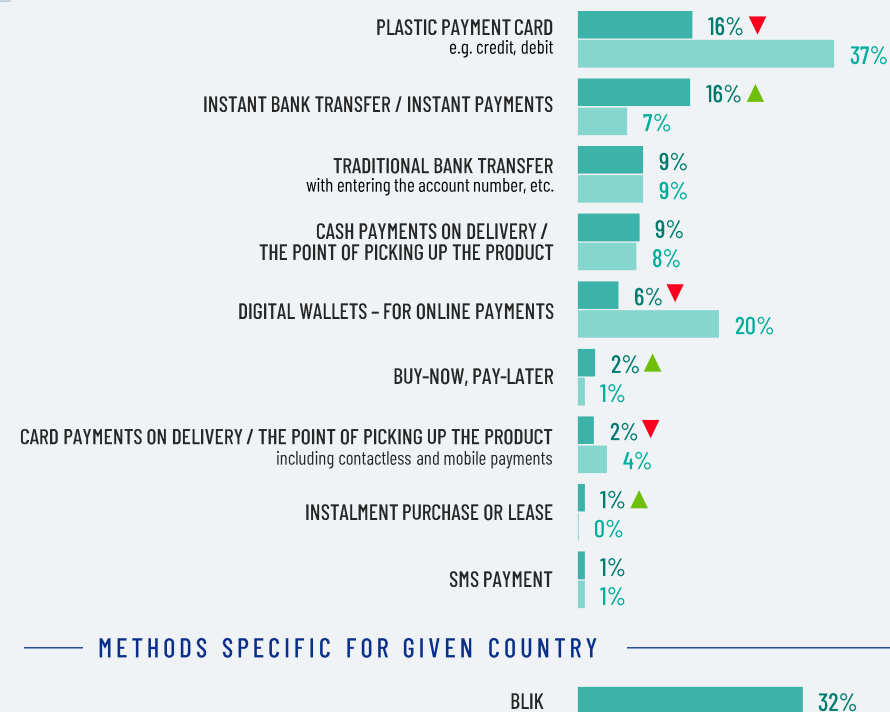 PLASTIC PAYMENT CARD
16%
e.g. credit, debit
37%
16%
INSTANT BANK TRANSFER / INSTANT PAYMENTS
7%
TRADITIONAL BANK TRANSFER
9%
with entering the account number, etc.
9%
CASH PAYMENTS ON DELIVERY /
9%
THE POINT OF PICKING UP THE PRODUCT
8%
6%
DIGITAL WALLETS – FOR ONLINE PAYMENTS
20%
2%
BUY-NOW, PAY-LATER
1%
2%
CARD PAYMENTS ON DELIVERY / THE POINT OF PICKING UP THE PRODUCT
including contactless and mobile payments
4%
1%
INSTALMENT PURCHASE OR LEASE
0%
1%
SMS PAYMENT
1%
METHODS SPECIFIC FOR GIVEN COUNTRY
BLIK
32%